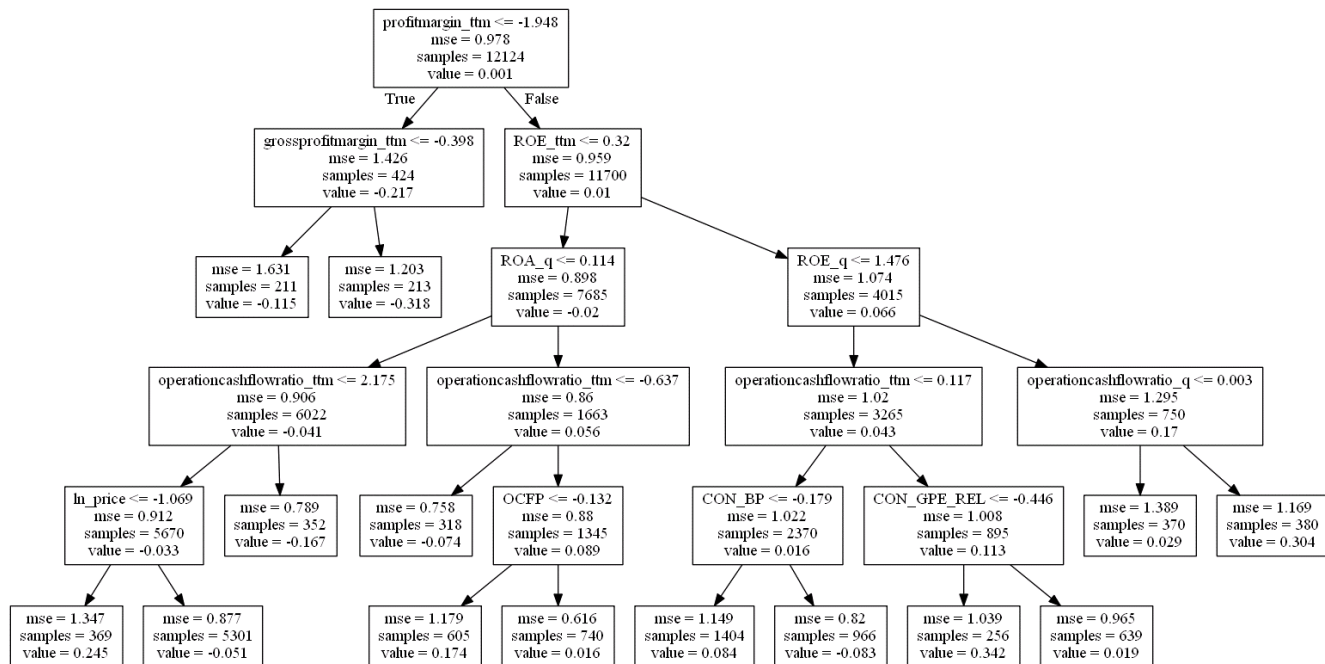 profitmargin_ttm <= -1.948
mse = 0.978
samples = 12124
value = 0.001
True
False
grossprofitmargin_ttm <= -0.398
mse = 1.426
samples = 424
value = -0.217
ROE_ttm <= 0.32
mse = 0.959
samples = 11700
value = 0.01
mse = 1.631
samples = 211
value = -0.115
mse = 1.203
samples = 213
value = -0.318
ROA_q <= 0.114
mse = 0.898
samples = 7685
value = -0.02
ROE_q <= 1.476
mse = 1.074
samples = 4015
value = 0.066
operationcashflowratio_ttm <= 2.175
mse = 0.906
samples = 6022
value = -0.041
operationcashflowratio_ttm <= -0.637
mse = 0.86
samples = 1663
value = 0.056
operationcashflowratio_ttm <= 0.117
mse = 1.02
samples = 3265
value = 0.043
operationcashflowratio_q <= 0.003
mse = 1.295
samples = 750
value = 0.17
ln_price <= -1.069
mse = 0.912
samples = 5670
value = -0.033
mse = 0.789
samples = 352
value = -0.167
mse = 0.758
samples = 318
value = -0.074
OCFP <= -0.132
mse = 0.88
samples = 1345
value = 0.089
CON_BP <= -0.179
mse = 1.022
samples = 2370
value = 0.016
CON_GPE_REL <= -0.446
mse = 1.008
samples = 895
value = 0.113
mse = 1.389
samples = 370
value = 0.029
mse = 1.169
samples = 380
value = 0.304
mse = 1.347
samples = 369
value = 0.245
mse = 0.877
samples = 5301
value = -0.051
mse = 1.179
samples = 605
value = 0.174
mse = 0.616
samples = 740
value = 0.016
mse = 1.149
samples = 1404
value = 0.084
mse = 0.82
samples = 966
value = -0.083
mse = 1.039
samples = 256
value = 0.342
mse = 0.965
samples = 639
value = 0.019